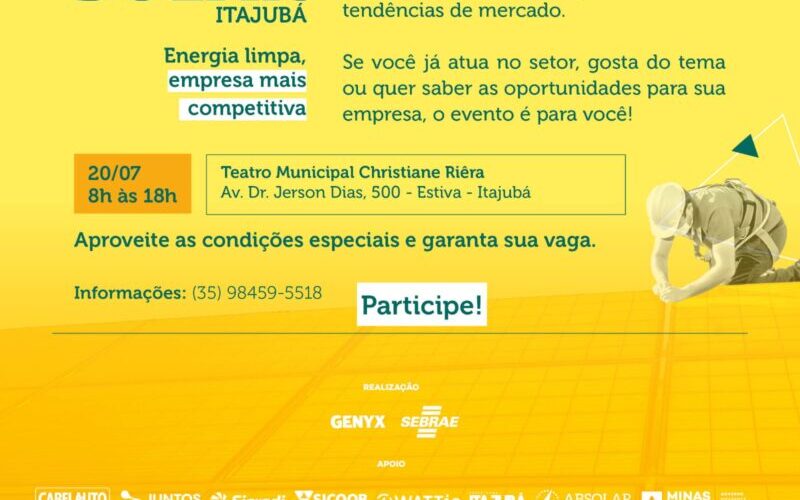 ITAJUBÁ
Energia limpa,
empresa mais
competitiva
tendências de mercado.
Se você já atua no setor, gosta do tema
ou quer saber as oportunidades para sua
empresa, o evento é para você!
20/07
8h às 18h
Teatro Municipal Christiane Riêra
Av. Dr. Jerson Dias, 500 - Estiva - Itajubá
Aproveite as condições especiais e garanta sua vaga.
Informações: (35) 98459-5518
Participe!
REALIZAÇÃO
GENYX SEBRAE
APOIO
JUNTOS SICOOB ITAJUBÁ ABSOLAR MINAS